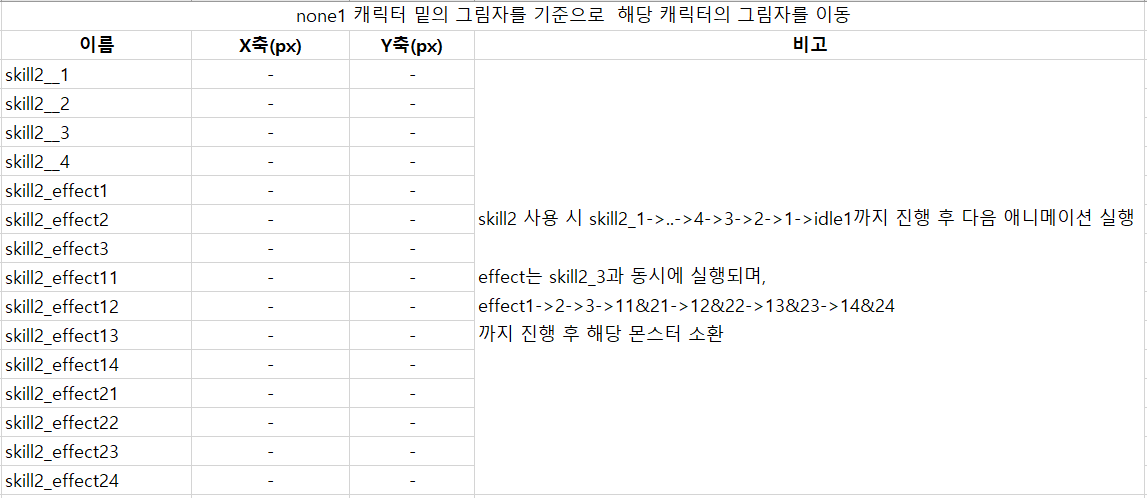 none1 캐릭터 밑의 그림자를 기준으로 해당 캐릭터의 그림자를 이동
이름 X축(px) Y축(px) 비고
skill2__1 - -
skill2__2 - -
skill2__3 - -
skill2__4 - -
skill2_effect1 - -
skill2_effect2 - - skill2 사용 시 skill2_1->..->4->3->2->1->idle1까지 진행 후 다음 애니메이션 실행
skill2_effect3 - -
skill2_effect11 - - effect는 skill2_3과 동시에 실행되며,
skill2_effect12 - - effect1->2->3->11&21->12&22->13&23->14&24
skill2_effect13 - - 까지 진행 후 해당 몬스터 소환
skill2_effect14 - -
skill2_effect21 - -
skill2_effect22 - -
skill2_effect23 - -
skill2_effect24 - -